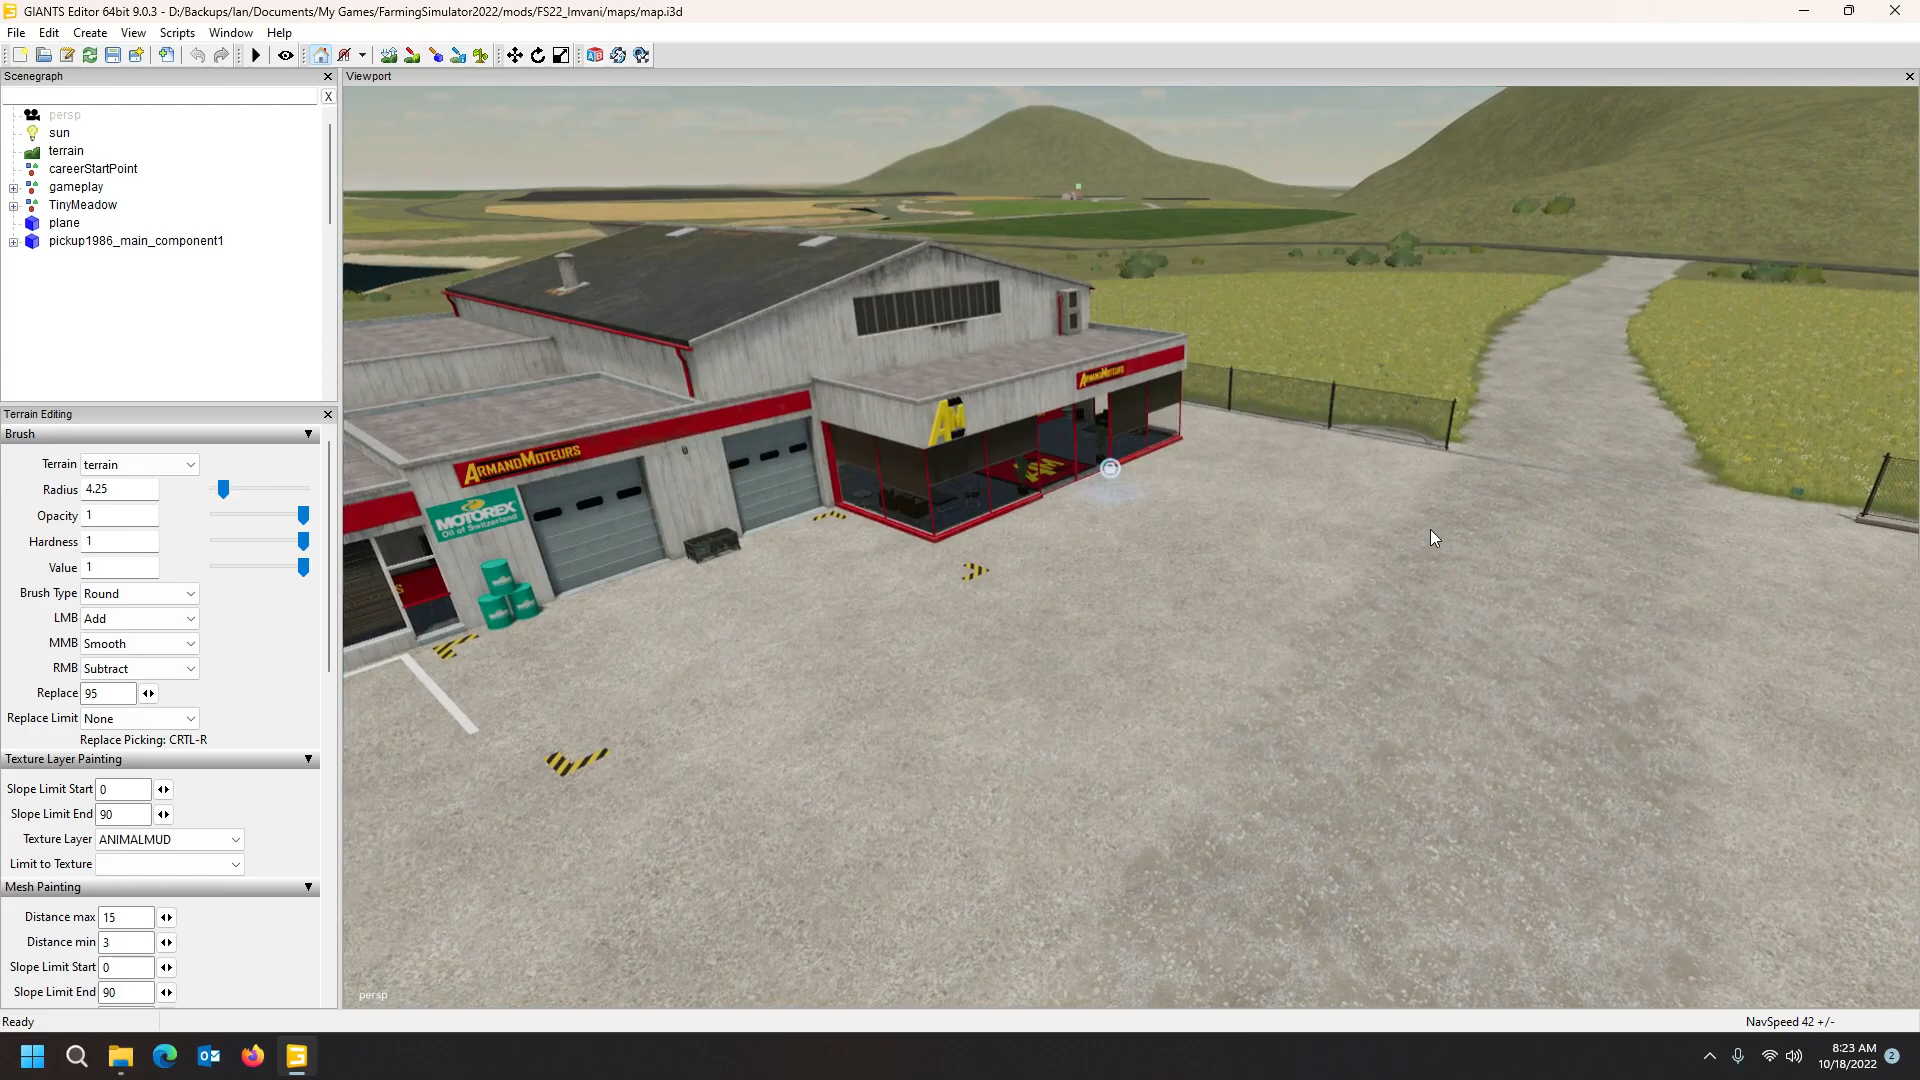 GIANTS Editor 64bit 9.0.3 - D:/Backups/Ian/Documents/My Games/FarmingSimulator2022/mods/FS22_Imvani/maps/map.i3d
File Edit Create View Scripts Window Help
Scenegraph
X
persp
sun
terrain
careerStartPoint
gameplay
TinyMeadow
plane
pickup1986_main_component1
Terrain Editing
Brush
Terrain terrain
Radius 4.25
Opacity 1
Hardness 1
Value 1
Brush Type Round
LMB Add
MMB Smooth
RMB Subtract
Replace 95
Replace Limit None
Replace Picking: CRTL-R
Texture Layer Painting
Slope Limit Start 0
Slope Limit End 90
Texture Layer ANIMALMUD
Limit to Texture
Mesh Painting
Distance max 15
Distance min 3
Slope Limit Start 0
Slope Limit End 90
Viewport
ARMANDMOTEURS
AM
ARMANDMOTEURS
MOTOREX
Oil of Switzerland
persp
Ready
NavSpeed 42 +/-
8:23 AM
10/18/2022
2